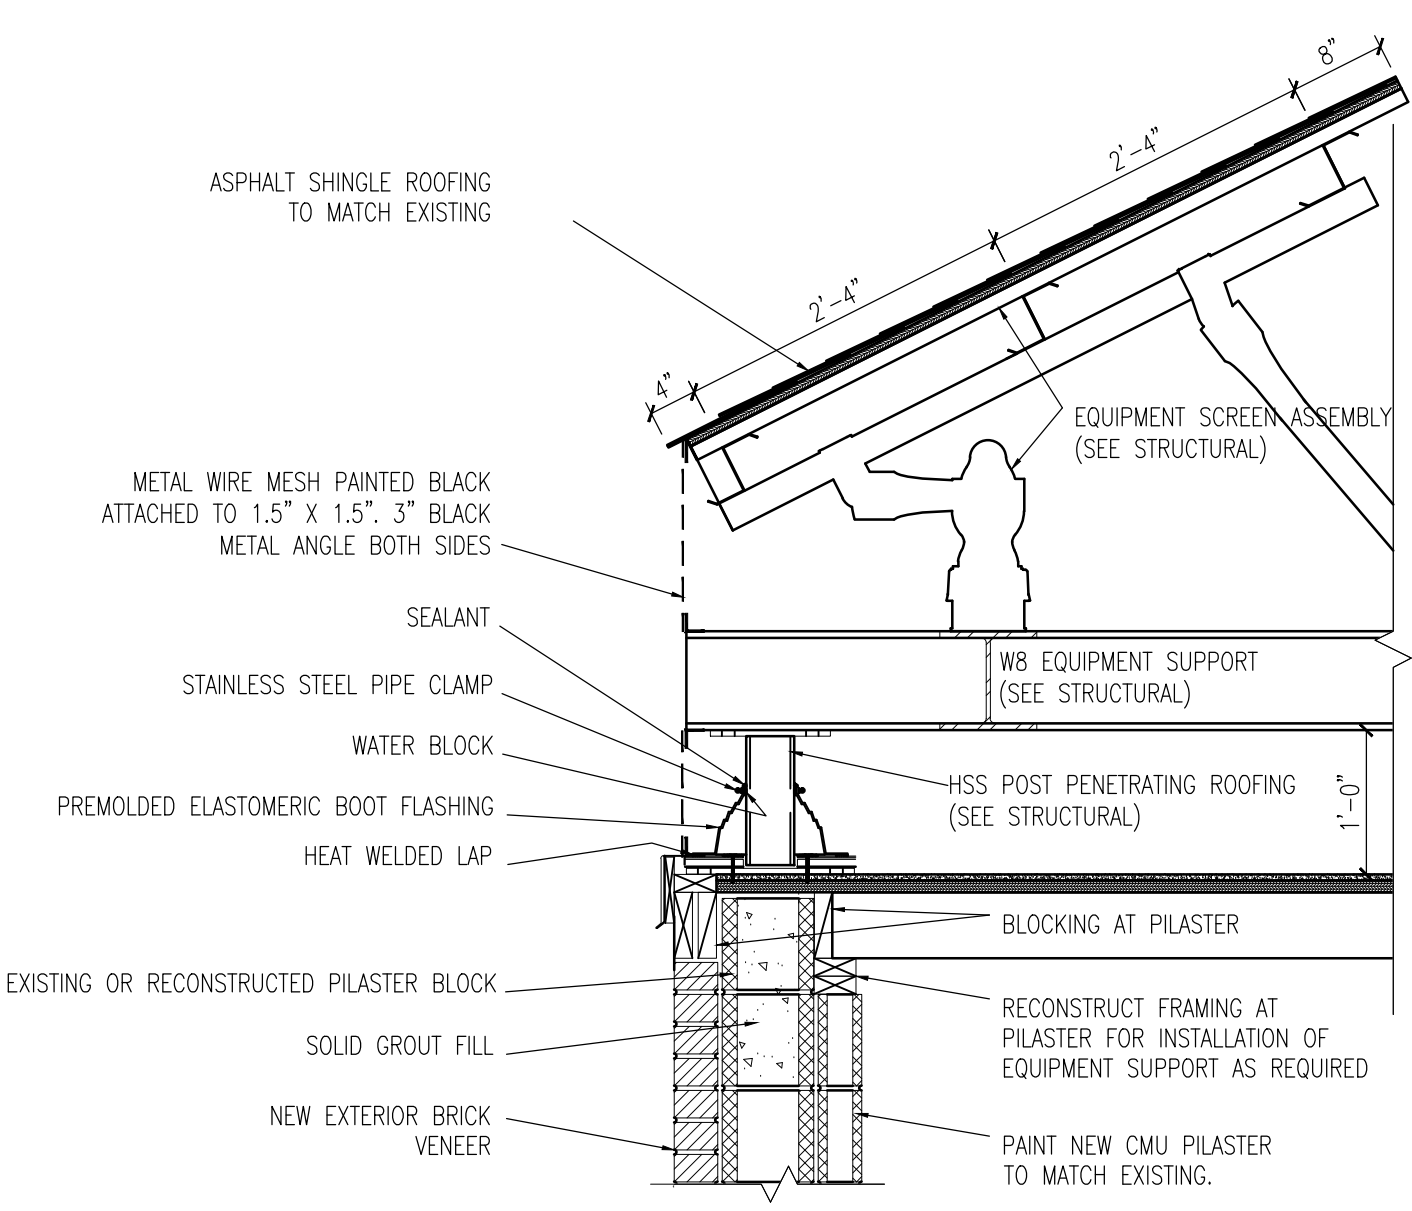 8”
2’-4”
2’-4”
4”
ASPHALT SHINGLE ROOFING
TO MATCH EXISTING
EQUIPMENT SCREEN ASSEMBLY
(SEE STRUCTURAL)
METAL WIRE MESH PAINTED BLACK
ATTACHED TO 1.5” X 1.5”. 3” BLACK
METAL ANGLE BOTH SIDES
SEALANT
STAINLESS STEEL PIPE CLAMP
WATER BLOCK
PREMOLDED ELASTOMERIC BOOT FLASHING
HEAT WELDED LAP
W8 EQUIPMENT SUPPORT
(SEE STRUCTURAL)
HSS POST PENETRATING ROOFING
(SEE STRUCTURAL)
1’-0”
BLOCKING AT PILASTER
EXISTING OR RECONSTRUCTED PILASTER BLOCK
SOLID GROUT FILL
NEW EXTERIOR BRICK
VENEER
RECONSTRUCT FRAMING AT
PILASTER FOR INSTALLATION OF
EQUIPMENT SUPPORT AS REQUIRED
PAINT NEW CMU PILASTER
TO MATCH EXISTING.